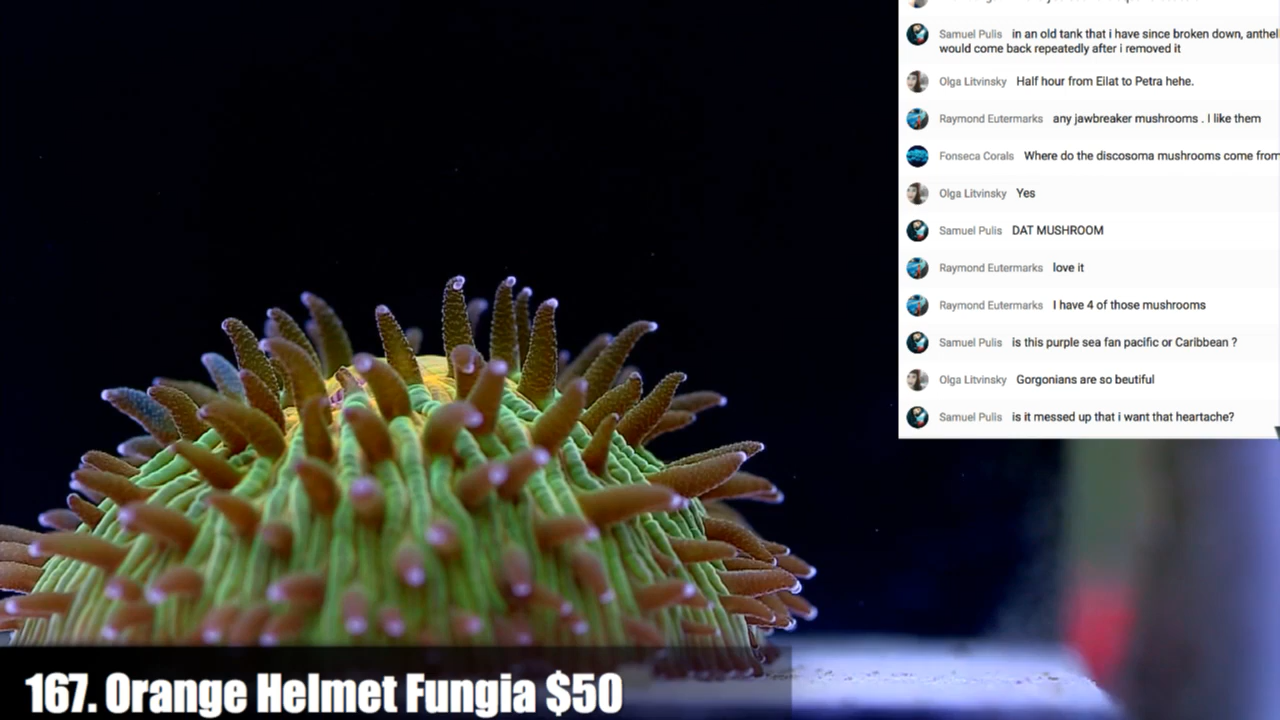 Samuel Pulis in an old tank that i have since broken down, anthel
would come back repeatedly after i removed it
Olga Litvinsky Half hour from Eilat to Petra hehe.
Raymond Eutermarks any jawbreaker mushrooms . I like them
Fonseca Corals Where do the discosoma mushrooms come from
Olga Litvinsky Yes
Samuel Pulis DAT MUSHROOM
Raymond Eutermarks love it
Raymond Eutermarks I have 4 of those mushrooms
Samuel Pulis is this purple sea fan pacific or Caribbean ?
Olga Litvinsky Gorgonians are so beutiful
Samuel Pulis is it messed up that i want that heartache?
167. Orange Helmet Fungia $50